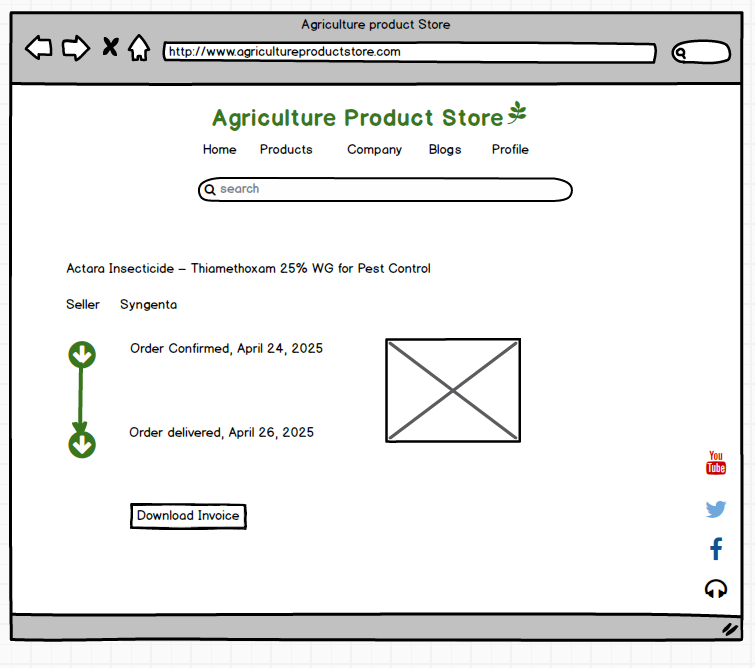 Agriculture product Store
http://www.agricultureproductstore.com
Agriculture Product Store
Home Products Company Blogs Profile
search
Actara Insecticide – Thiamethoxam 25% WG for Pest Control
Seller Syngenta
Order Confirmed, April 24, 2025
Order delivered, April 26, 2025
You
Tube
Download Invoice